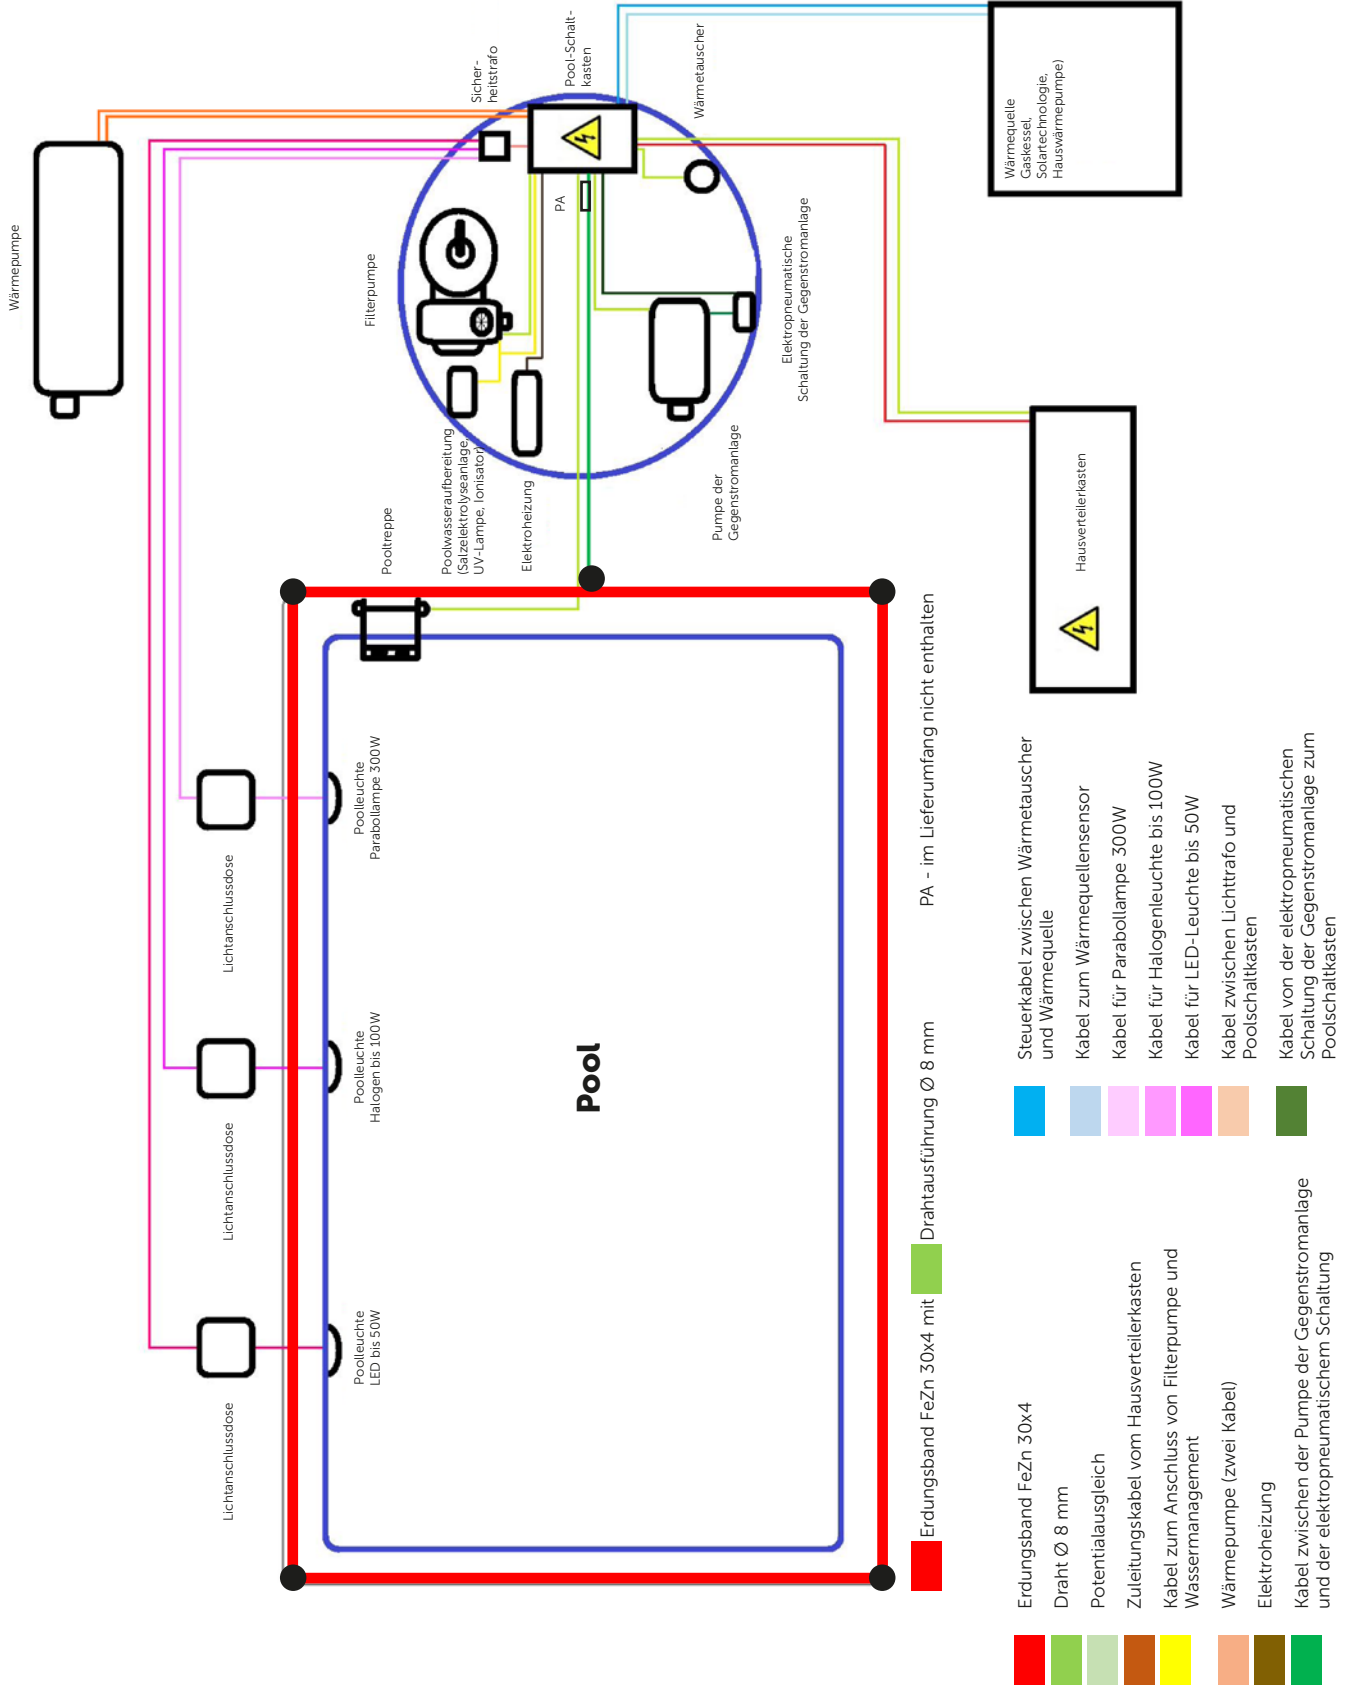 Wärmepumpe
Sicher-
heitstrafo
Pool-Schalt-
kasten
Wärmetauscher
Wärmequelle
Gaskessel,
Solartechnologie,
Hauswärmepumpe)
Filterpumpe
PA
Elektropneumatische
Schaltung der Gegenstromanlage
Pooltreppe
Poolwasseraufbereitung
(Salzelektrolyseanlage,
UV-Lampe, Ionisator)
Elektroheizung
Pumpe der
Gegenstromanlage
Hausverteilerkasten
Lichtanschlussdose
Lichtanschlussdose
Lichtanschlussdose
Poolleuchte
LED bis 50W
Poolleuchte
Halogen bis 100W
Poolleuchte
Parabollampe 300W
Pool
Erdungsband FeZn 30x4 mit
Drahtausführung Ø 8 mm
PA - im Lieferumfang nicht enthalten
Erdungsband FeZn 30x4
Draht Ø 8 mm
Potentialausgleich
Zuleitungskabel vom Hausverteilerkasten
Kabel zum Anschluss von Filterpumpe und
Wassermanagement
Wärmepumpe (zwei Kabel)
Elektroheizung
Kabel zwischen der Pumpe der Gegenstromanlage
und der elektropneumatischem Schaltung
Steuerkabel zwischen Wärmetauscher
und Wärmequelle
Kabel zum Wärmequellensensor
Kabel für Parabollampe 300W
Kabel für Halogenleuchte bis 100W
Kabel für LED-Leuchte bis 50W
Kabel zwischen Lichttrafo und
Poolschaltkasten
Kabel von der elektropneumatischen
Schaltung der Gegenstromanlage zum
Poolschaltkasten